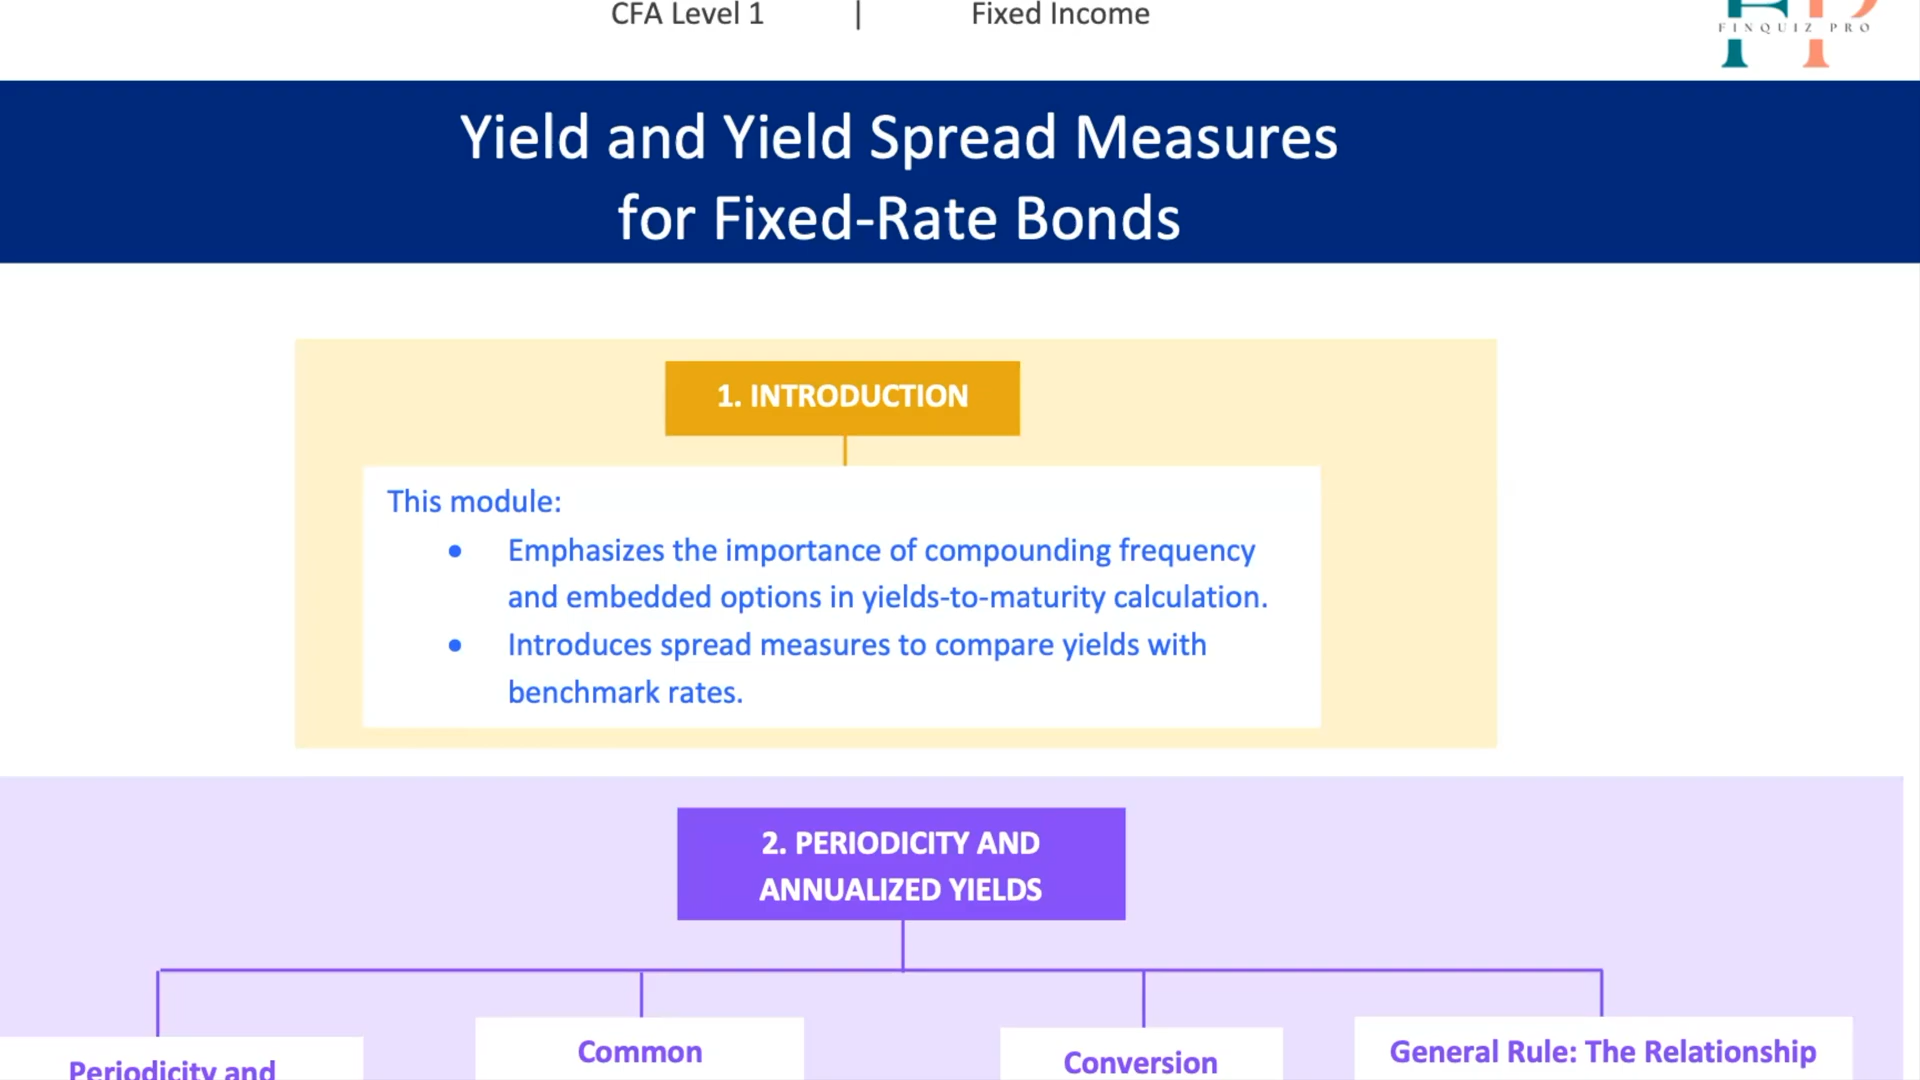 CFA Level 1 | Fixed Income
FINQUIZ PRO
Yield and Yield Spread Measures
for Fixed-Rate Bonds
1. INTRODUCTION
This module:
• Emphasizes the importance of compounding frequency
and embedded options in yields-to-maturity calculation.
• Introduces spread measures to compare yields with
benchmark rates.
2. PERIODICITY AND
ANNUALIZED YIELDS
Periodicity and
Common
Conversion
General Rule: The Relationship